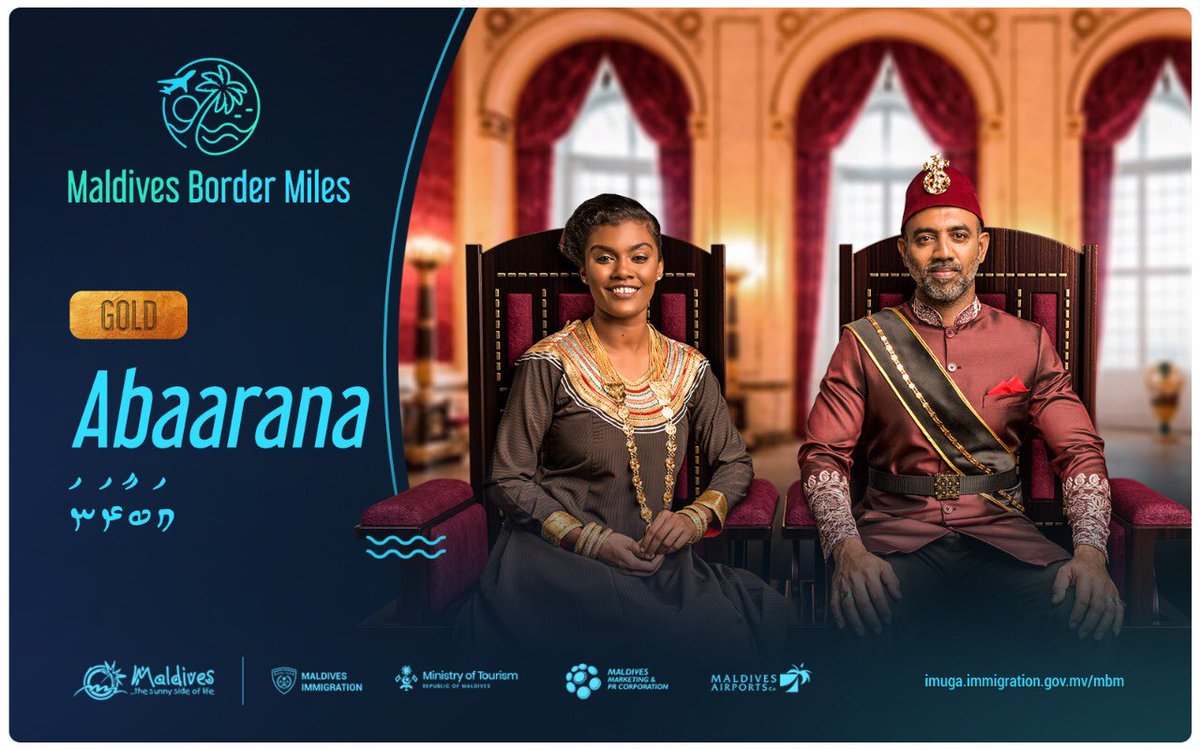 Maldives Border Miles
GOLD
Abaarana
އަބާރަނަ
Maldives
...the sunny side of life
MALDIVES
IMMIGRATION
Ministry of Tourism
REPUBLIC OF MALDIVES
MALDIVES
MARKETING &
PR CORPORATION
MALDIVES
AIRPORTS Co
imuga.immigration.gov.mv/mbm